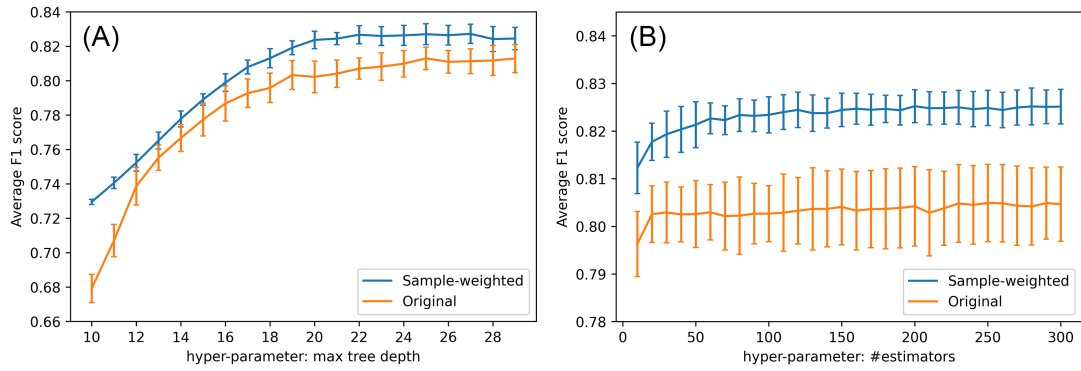 (A)
Average F1 score
0.84
0.82
0.80
0.78
0.76
0.74
0.72
0.70
0.68
0.66
10 12 14 16 18 20 22 24 26 28
hyper-parameter: max tree depth
Sample-weighted
Original
(B)
Average F1 score
0.84
0.83
0.82
0.81
0.80
0.79
0.78
0 50 100 150 200 250 300
hyper-parameter: #estimators
Sample-weighted
Original